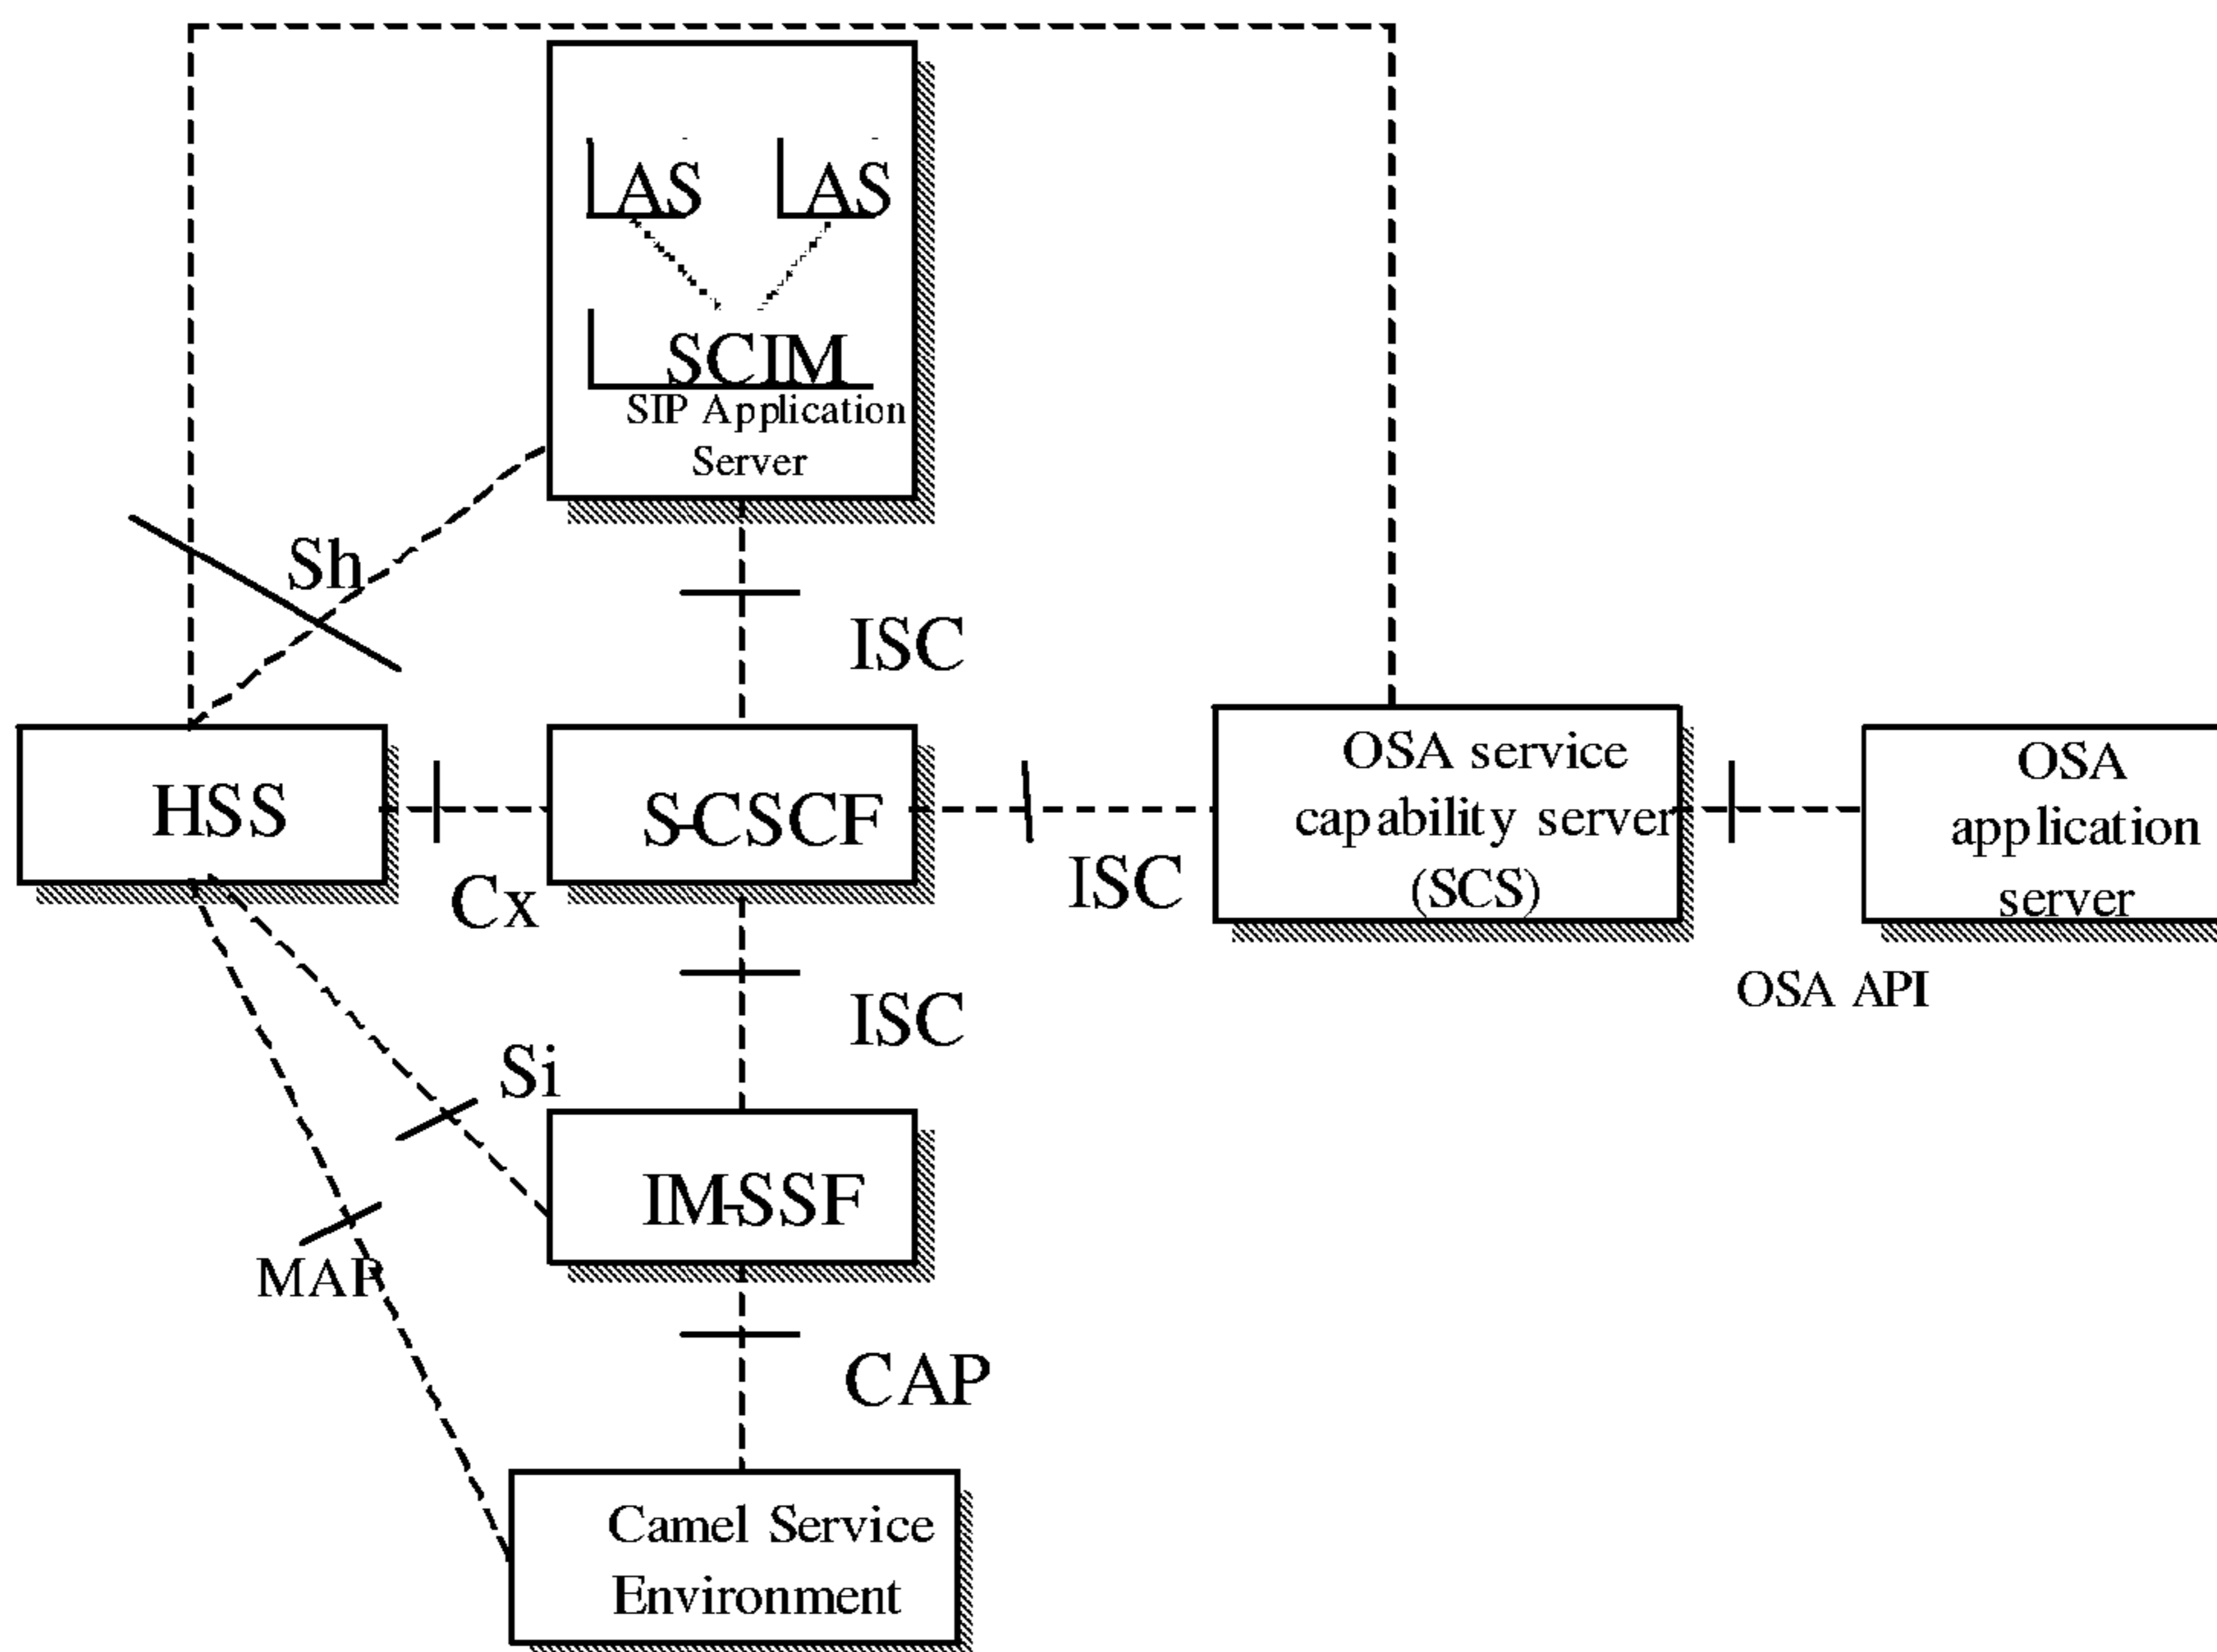 AS AS
SCIM
SIP Application
Server
Sh
ISC
HSS
S-CSCF
OSA service
capability server
(SCS)
OSA
application
server
Cx
ISC
OSA API
ISC
Si
IM-SSF
MAP
CAP
Camel Service
Environment